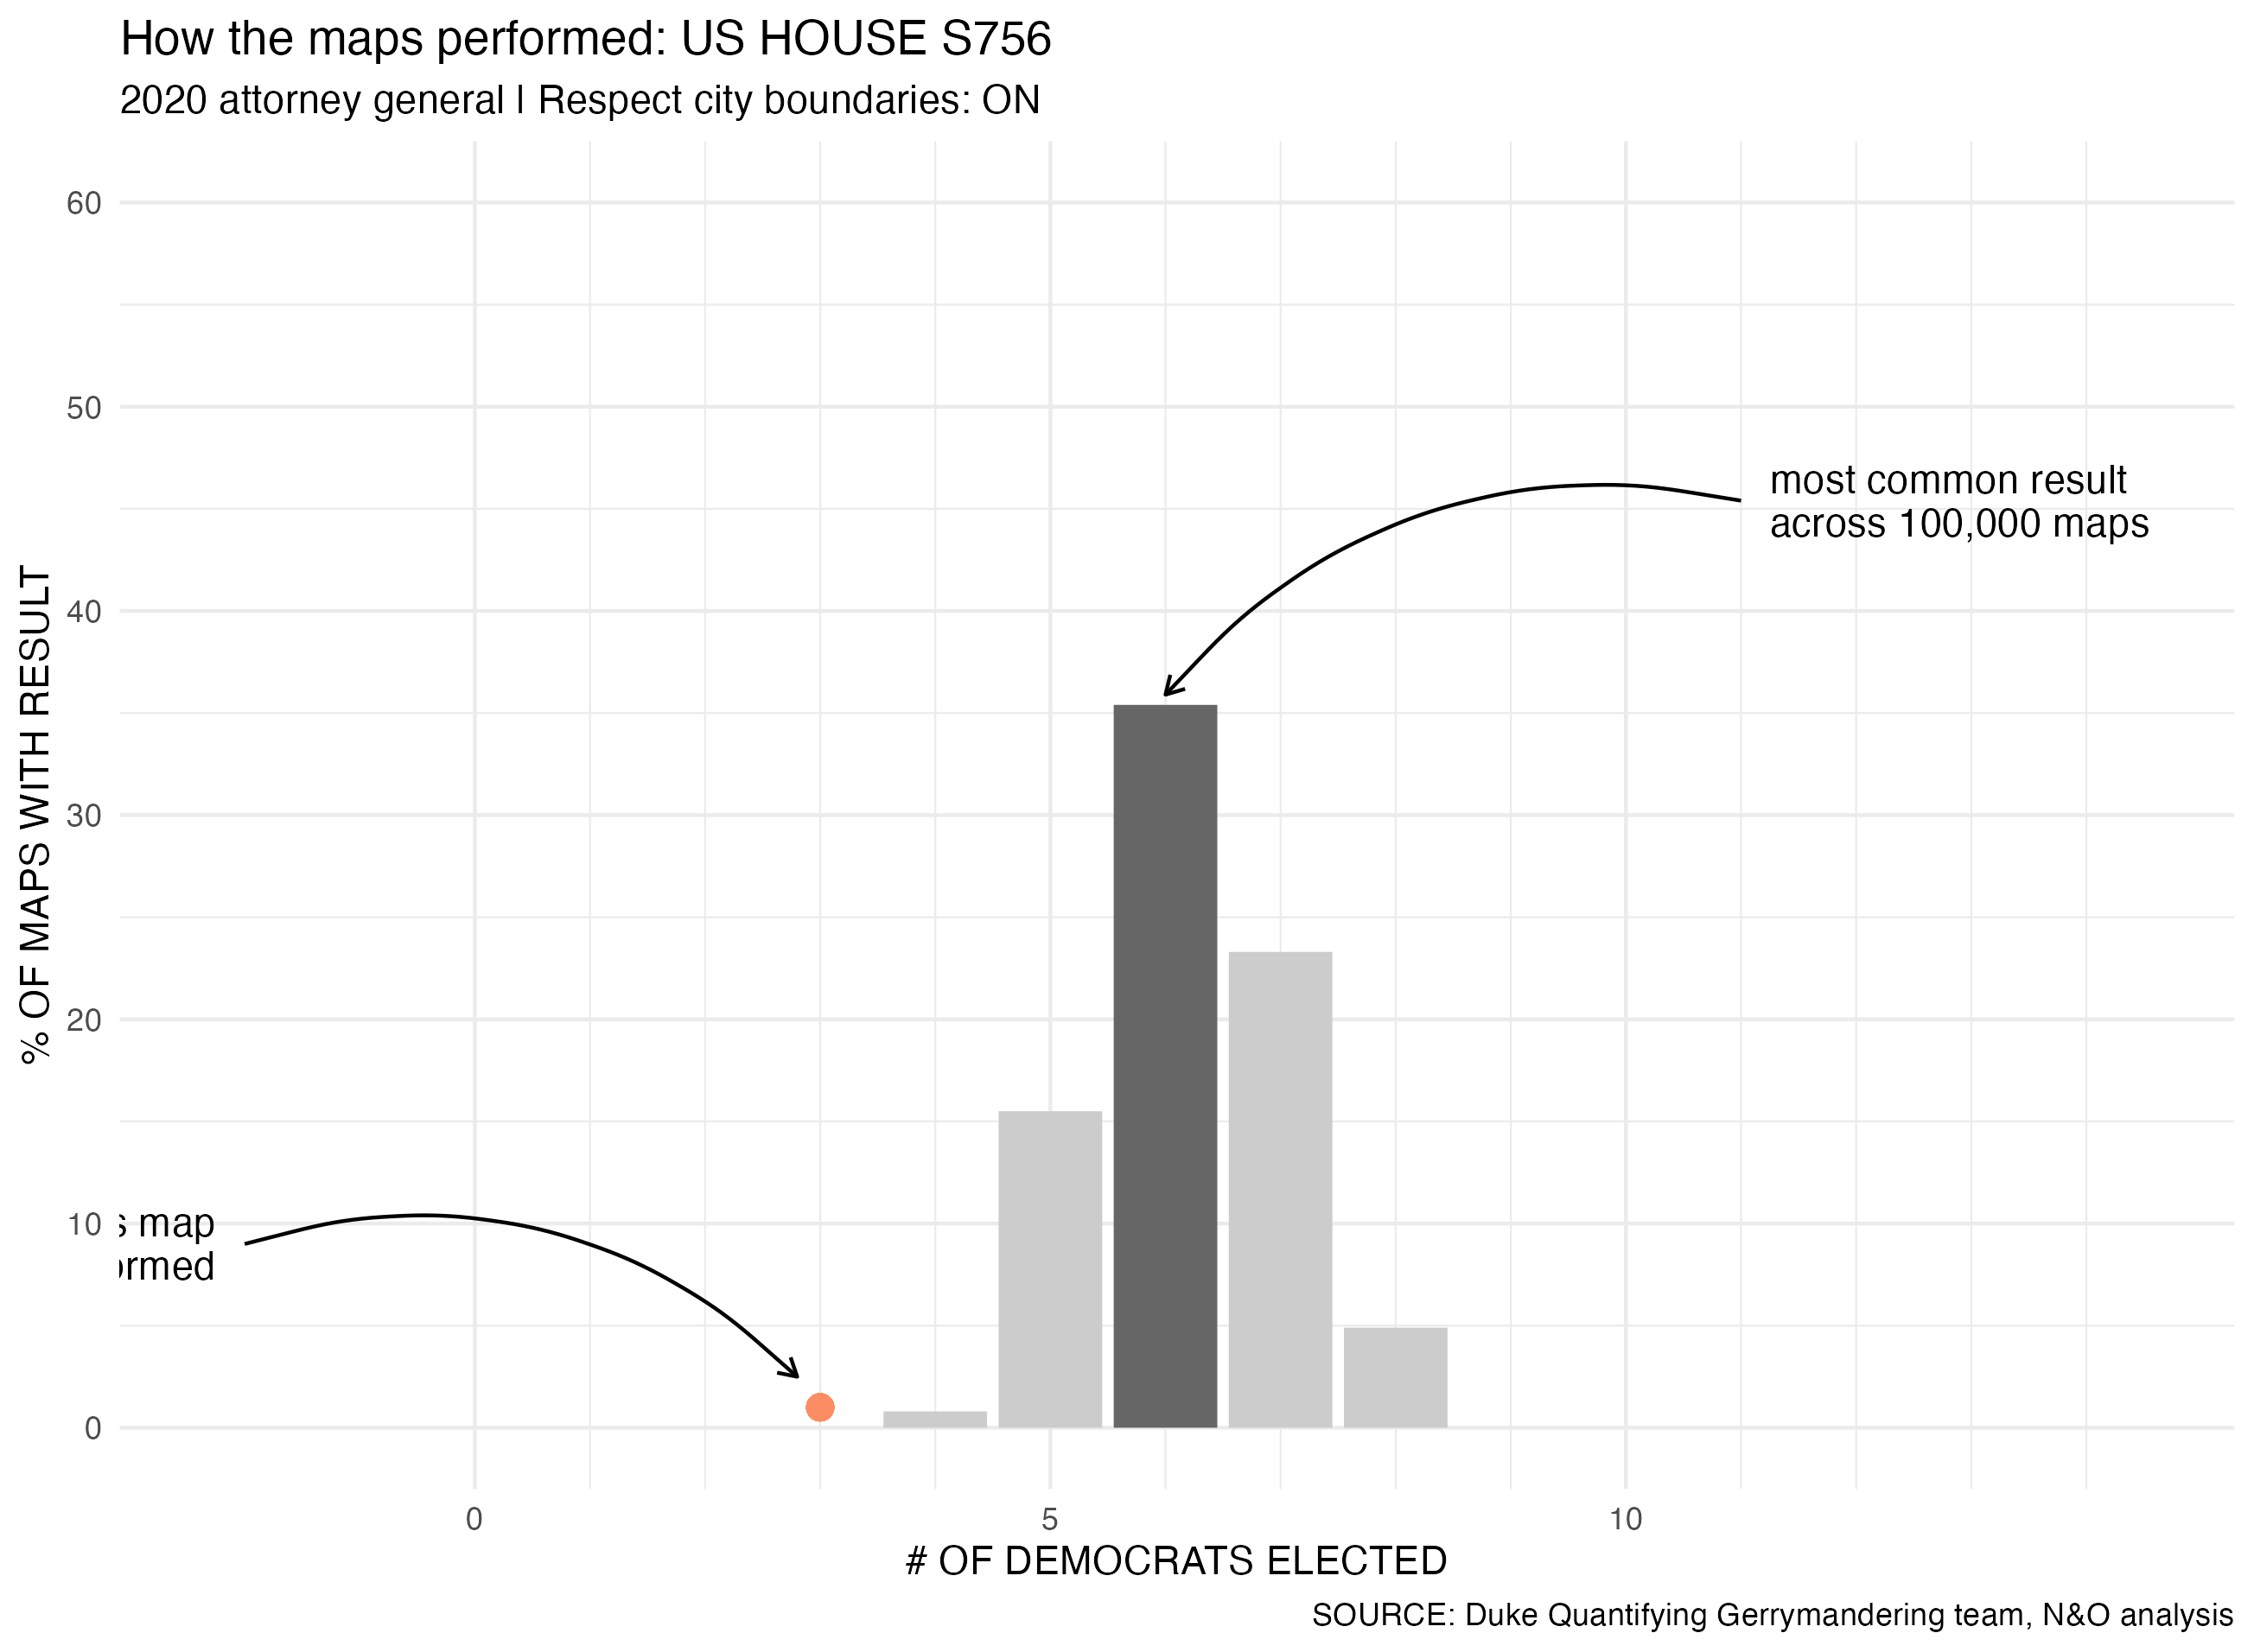 How the maps performed: US HOUSE S756
2020 attorney general | Respect city boundaries: ON
% OF MAPS WITH RESULT
60
50
40
30
20
10
0
most common result
across 100,000 maps
map
0
5
10
# OF DEMOCRATS ELECTED
SOURCE: Duke Quantifying Gerrymandering team, N&O analysis